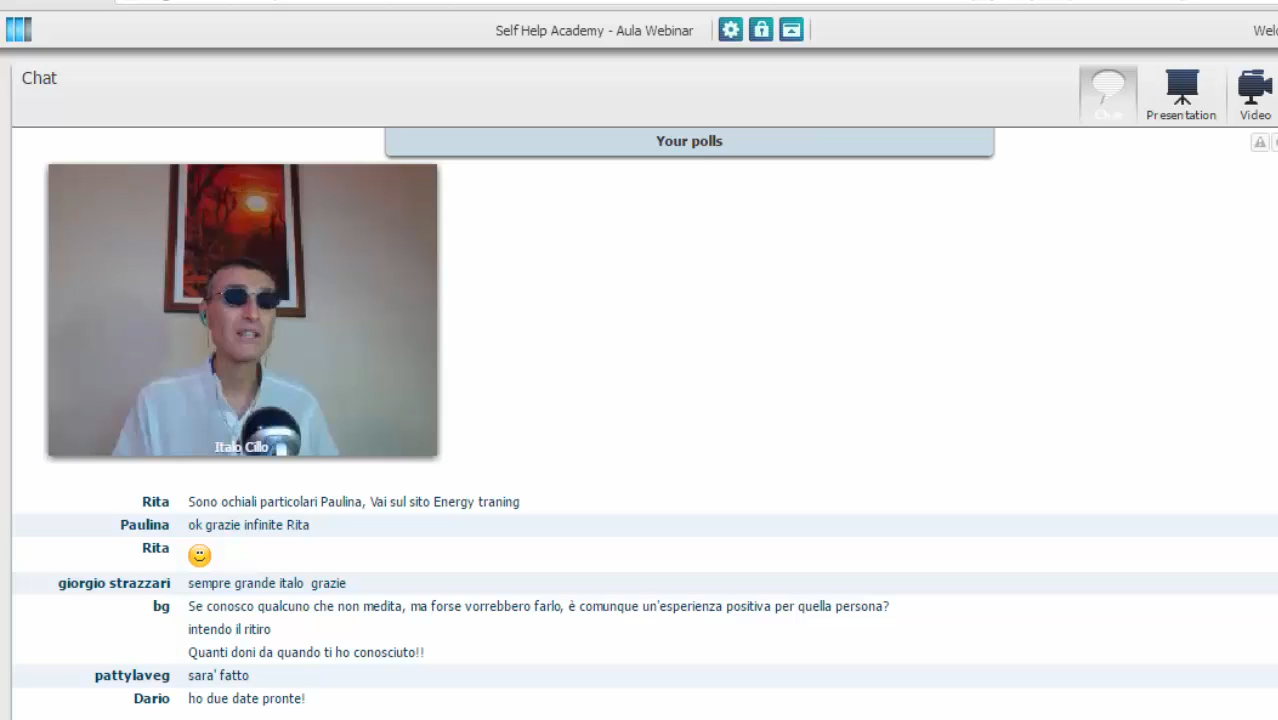 Self Help Academy - Aula Webinar
Chat
Presentation
Video
Your polls
Italo Cillo
Rita Sono ochiali particolari Paulina, Vai sul sito Energy traning
Paulina ok grazie infinite Rita
Rita
giorgio strazzari sempre grande italo grazie
bg Se conosco qualcuno che non medita, ma forse vorrebbero farlo, è comunque un'esperienza positiva per quella persona?
intendo il ritiro
Quanti doni da quando ti ho conosciuto!!
pattylaveg sara' fatto
Dario ho due date pronte!